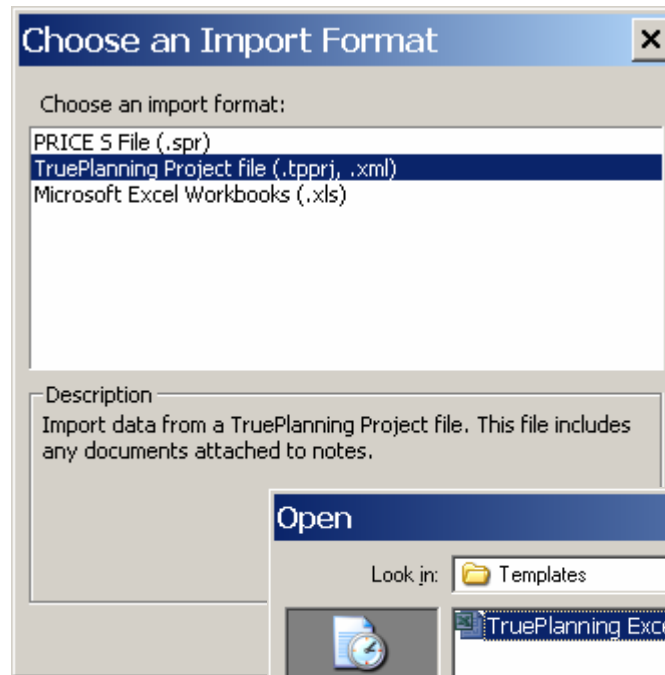 Choose an Import Format
Choose an import format:
PRICE S File (.spr)
TruePlanning Project file (.tpprj, .xml)
Microsoft Excel Workbooks (.xls)
Description
Import data from a TruePlanning Project file. This file includes
any documents attached to notes.
Open
Look in:
Templates
TruePlanning Exce